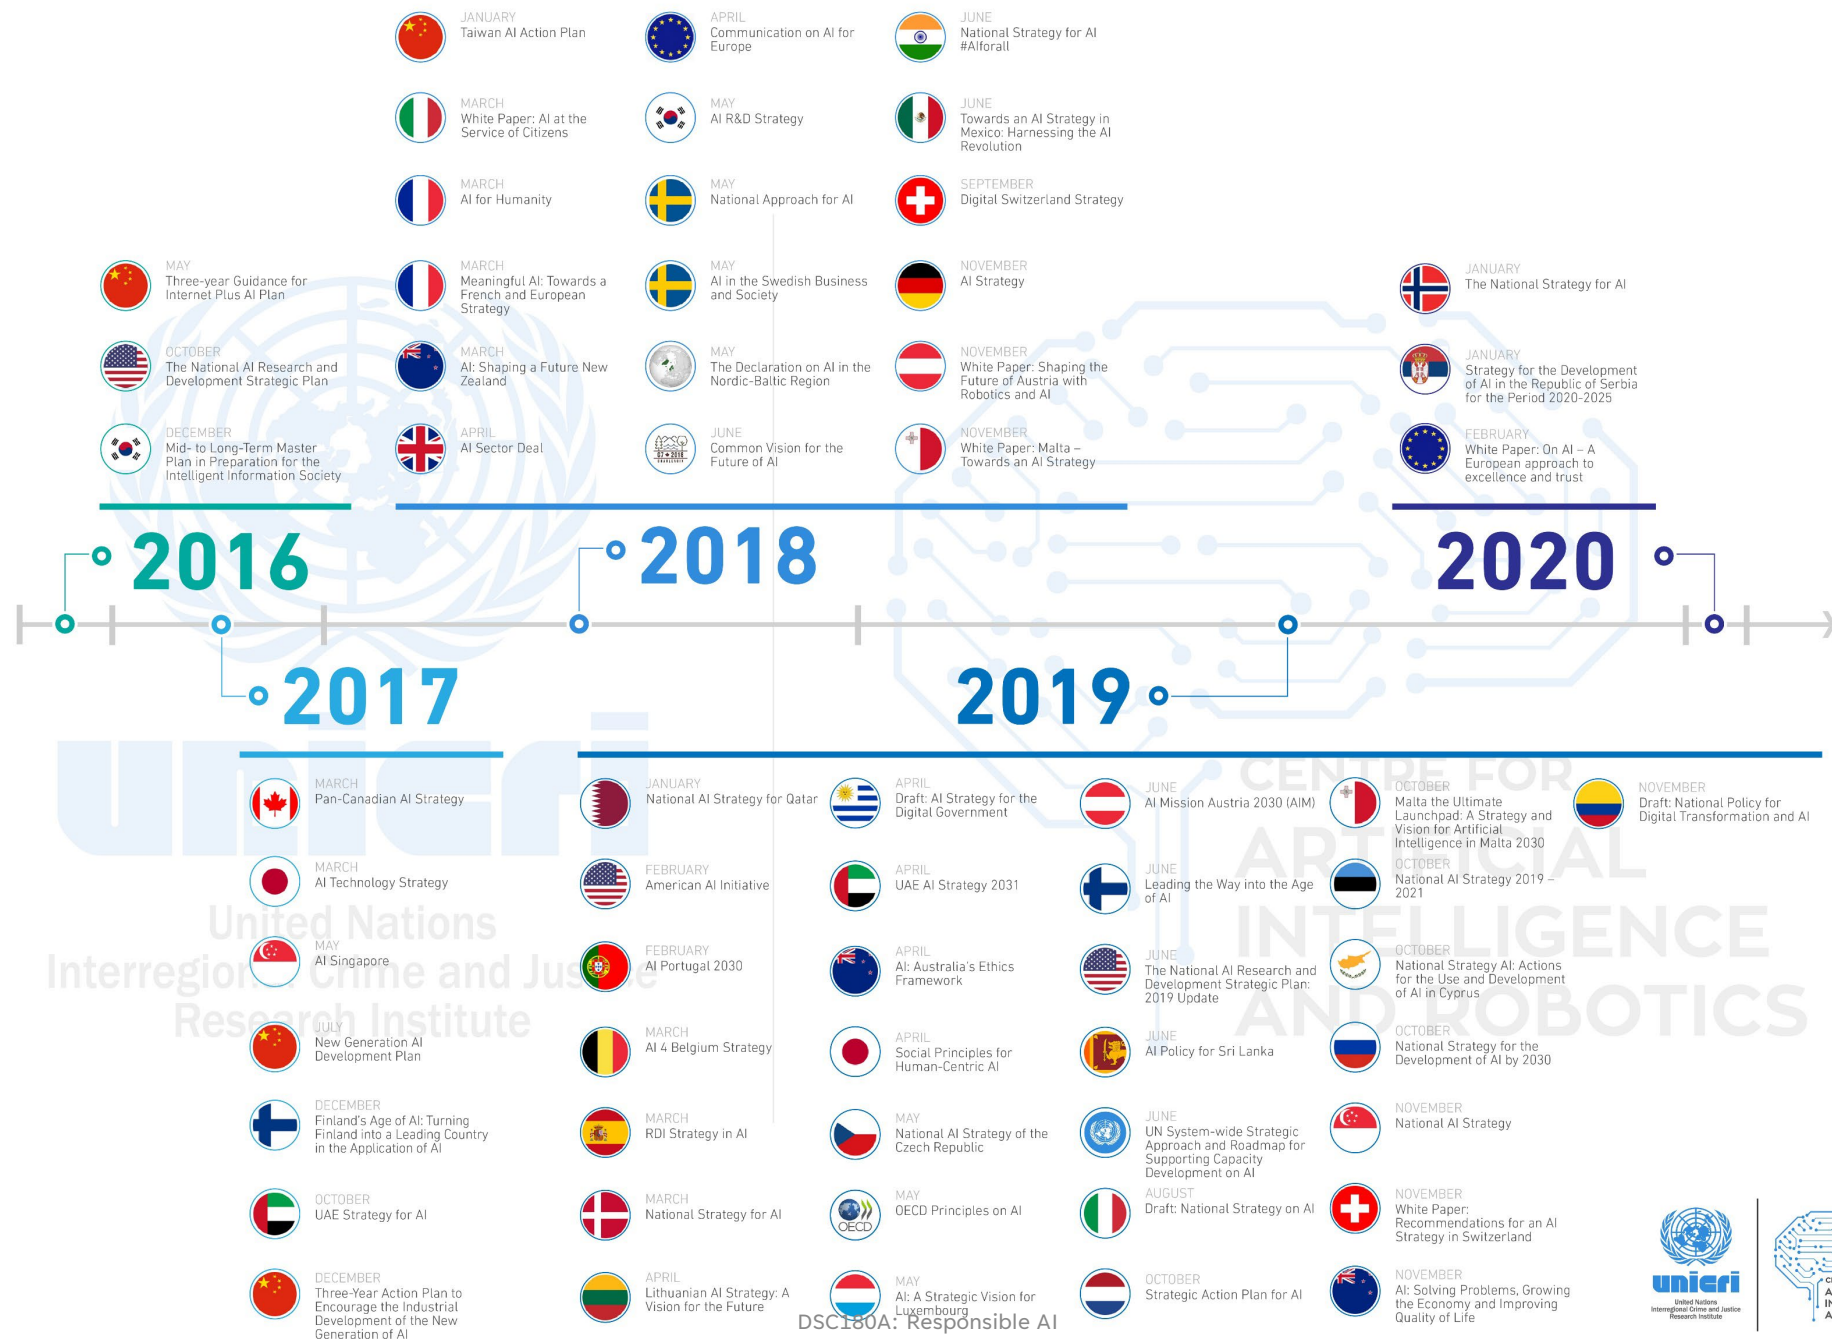 JANUARY
Taiwan AI Action Plan
MARCH
White Paper: AI at the
Service of Citizens
MARCH
AI for Humanity
MARCH
Meaningful AI: Towards a
French and European
Strategy
MARCH
AI: Shaping a Future New
Zealand
APRIL
AI Sector Deal
APRIL
Communication on AI for
Europe
MAY
AI R&D Strategy
MAY
National Approach for AI
MAY
AI in the Swedish Business
and Society
MAY
The Declaration on AI in the
Nordic-Baltic Region
JUNE
Common Vision for the
Future of AI
JUNE
National Strategy for AI
#AIforall
JUNE
Towards an AI Strategy in
Mexico: Harnessing the AI
Revolution
SEPTEMBER
Digital Switzerland Strategy
NOVEMBER
AI Strategy
NOVEMBER
White Paper: Shaping the
Future of Austria with
Robotics and AI
NOVEMBER
White Paper: Malta –
Towards an AI Strategy
MAY
Three-year Guidance for
Internet Plus AI Plan
OCTOBER
The National AI Research and
Development Strategic Plan
DECEMBER
Mid- to Long-Term Master
Plan in Preparation for the
Intelligent Information Society
JANUARY
The National Strategy for AI
JANUARY
Strategy for the Development
of AI in the Republic of Serbia
for the Period 2020-2025
FEBRUARY
White Paper: On AI – A
European approach to
excellence and trust
2016
2018
2020
2017
2019
MARCH
Pan-Canadian AI Strategy
MARCH
AI Technology Strategy
MAY
AI Singapore
JULY
New Generation AI
Development Plan
DECEMBER
Finland's Age of AI: Turning
Finland into a Leading Country
in the Application of AI
OCTOBER
UAE Strategy for AI
DECEMBER
Three-Year Action Plan to
Encourage the Industrial
Development of the New
Generation of AI
JANUARY
National AI Strategy for Qatar
FEBRUARY
American AI Initiative
FEBRUARY
AI Portugal 2030
MARCH
AI 4 Belgium Strategy
MARCH
RDI Strategy in AI
MARCH
National Strategy for AI
APRIL
Lithuanian AI Strategy: A
Vision for the Future
APRIL
Draft: AI Strategy for the
Digital Government
APRIL
UAE AI Strategy 2031
APRIL
AI: Australia's Ethics
Framework
APRIL
Social Principles for
Human-Centric AI
MAY
National AI Strategy of the
Czech Republic
MAY
OECD Principles on AI
OECD
MAY
AI: A Strategic Vision for
Luxembourg
JUNE
AI Mission Austria 2030 (AIM)
JUNE
Leading the Way into the Age
of AI
JUNE
The National AI Research and
Development Strategic Plan:
2019 Update
JUNE
AI Policy for Sri Lanka
JUNE
UN System-wide Strategic
Approach and Roadmap for
Supporting Capacity
Development on AI
AUGUST
Draft: National Strategy on AI
OCTOBER
Strategic Action Plan for AI
OCTOBER
Malta the Ultimate
Launchpad: A Strategy and
Vision for Artificial
Intelligence in Malta 2030
OCTOBER
National AI Strategy 2019 –
2021
OCTOBER
National Strategy AI: Actions
for the Use and Development
of AI in Cyprus
OCTOBER
National Strategy for the
Development of AI by 2030
NOVEMBER
National AI Strategy
NOVEMBER
White Paper:
Recommendations for an AI
Strategy in Switzerland
NOVEMBER
AI: Solving Problems, Growing
the Economy and Improving
Quality of Life
NOVEMBER
Draft: National Policy for
Digital Transformation and AI
unicri
United Nations
Interregional Crime and Justice
Research Institute
CENTRE FOR
ARTIFICIAL
INTELLIGENCE
AND ROBOTICS
unicri
United Nations
Interregional Crime and Justice
Research Institute
DSC180A: Responsible AI